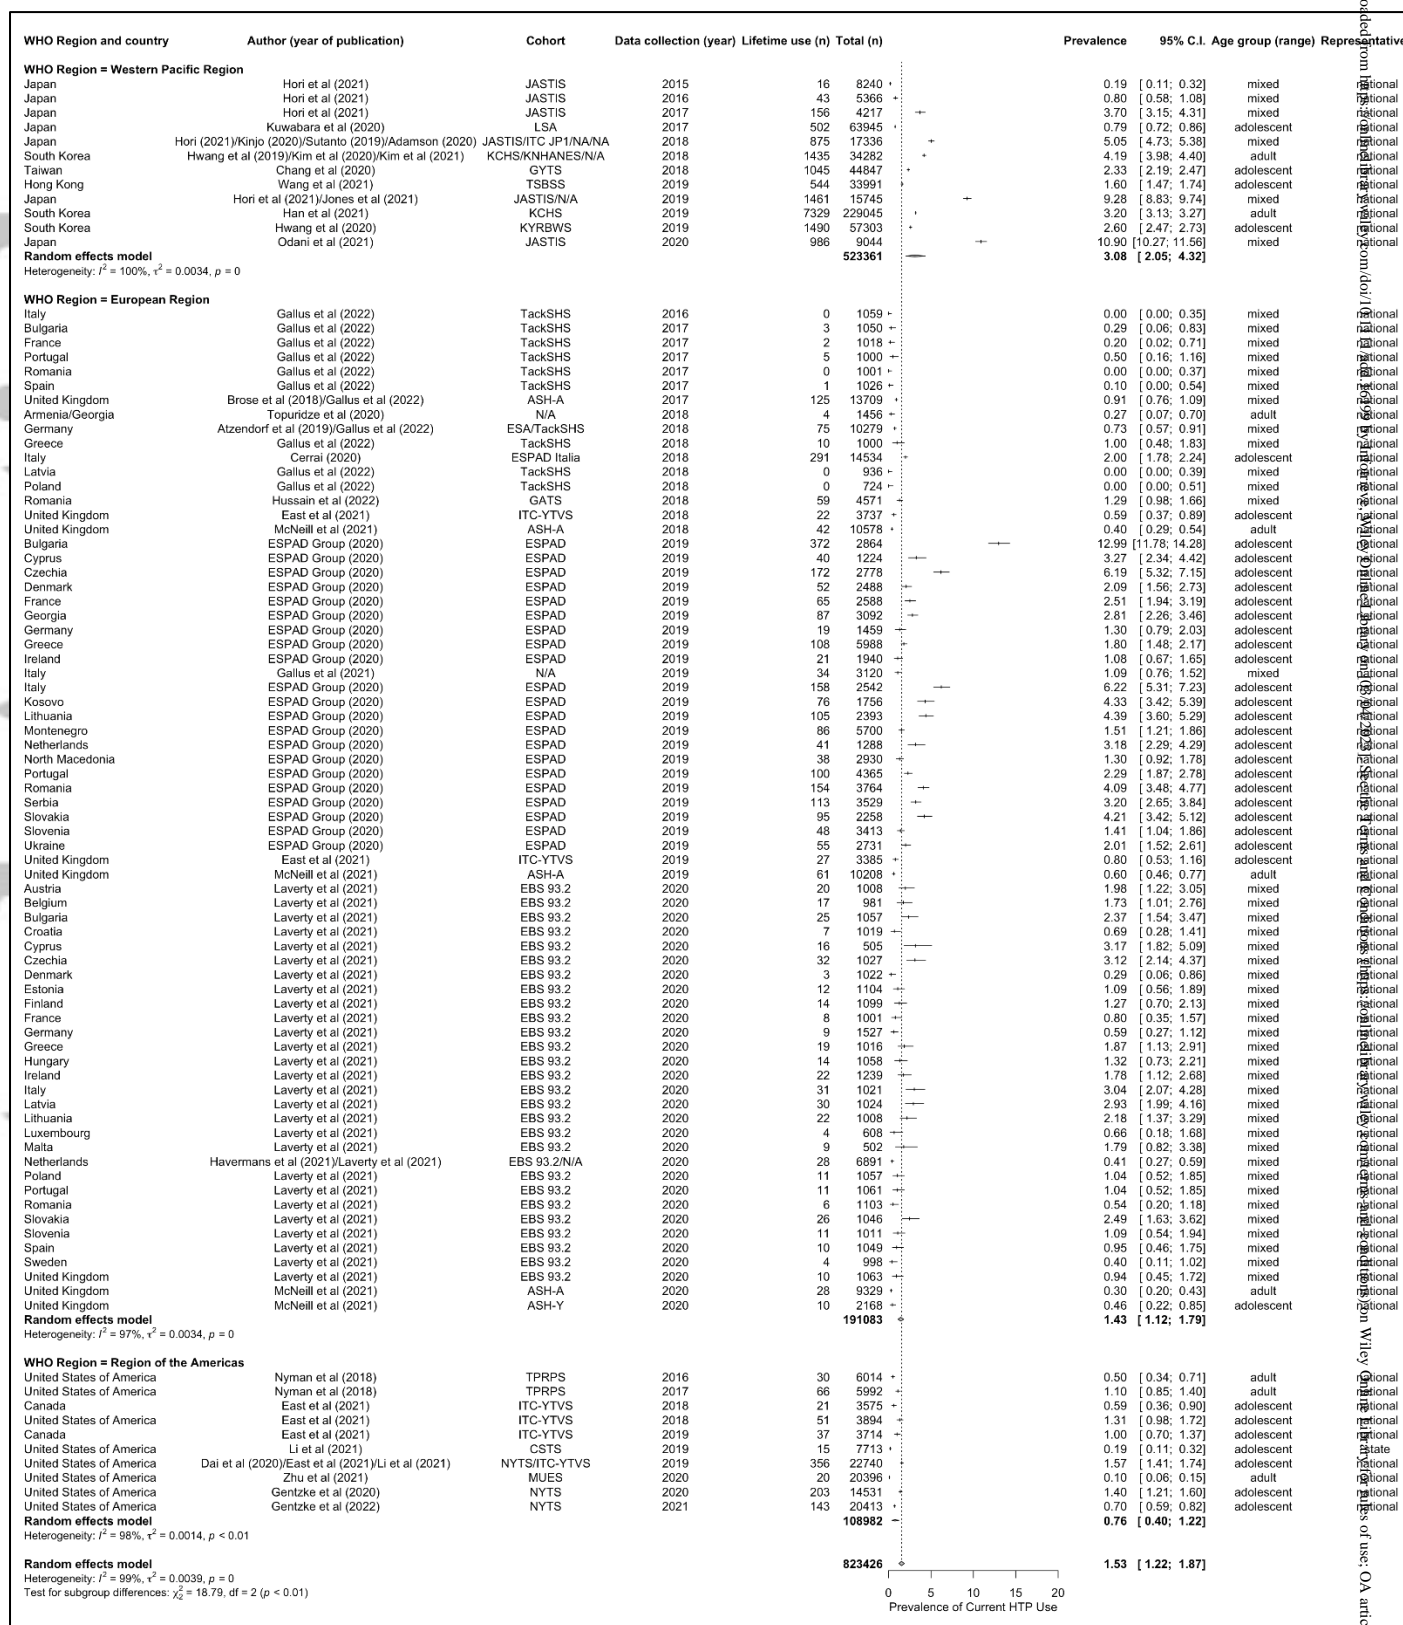 WHO Region and country Author (year of publication) Cohort Data collection (year) Lifetime use (n) Total (n) Prevalence 95% C.I. Age group (range) Representative
WHO Region = Western Pacific Region
Japan Hori et al (2021) JASTIS 2015 16 8240 0.19 [0.11; 0.32] mixed national
Japan Hori et al (2021) JASTIS 2016 43 5366 0.80 [0.58; 1.08] mixed national
Japan Hori et al (2021) JASTIS 2017 156 4217 3.70 [3.15; 4.31] mixed national
Japan Kuwabara et al (2020) LSA 2017 502 63945 0.79 [0.72; 0.86] adolescent national
Japan Hori (2021)/Kinjo (2020)/Sutanto (2019)/Adamson (2020) JASTIS/ITC JP1/NA/NA 2018 875 17336 5.05 [4.73; 5.38] mixed national
South Korea Hwang et al (2019)/Kim et al (2020)/Kim et al (2021) KCHS/KNHANES/N/A 2018 1435 34282 4.19 [3.98; 4.40] adult national
Taiwan Chang et al (2020) GYTS 2018 1045 44847 2.33 [2.19; 2.47] adolescent national
Hong Kong Wang et al (2021) TSBSS 2019 544 33991 1.60 [1.47; 1.74] adolescent national
Japan Hori et al (2021)/Jones et al (2021) JASTIS/N/A 2019 1461 15745 9.28 [8.83; 9.74] mixed national
South Korea Han et al (2021) KCHS 2019 7329 229045 3.20 [3.13; 3.27] adult national
South Korea Hwang et al (2020) KYRBWS 2019 1490 57303 2.60 [2.47; 2.73] adolescent national
Japan Odani et al (2021) JASTIS 2020 986 9044 10.90 [10.27; 11.56] mixed national
Random effects model 523361 3.08 [2.05; 4.32]
Heterogeneity: I² = 100%, τ² = 0.0034, p = 0
WHO Region = European Region
Italy Gallus et al (2022) TackSHS 2016 0 1059 0.00 [0.00; 0.35] mixed national
Bulgaria Gallus et al (2022) TackSHS 2017 3 1050 0.29 [0.06; 0.83] mixed national
France Gallus et al (2022) TackSHS 2017 2 1018 0.20 [0.02; 0.71] mixed national
Portugal Gallus et al (2022) TackSHS 2017 5 1000 0.50 [0.16; 1.16] mixed national
Romania Gallus et al (2022) TackSHS 2017 0 1001 0.00 [0.00; 0.37] mixed national
Spain Gallus et al (2022) TackSHS 2017 1 1026 0.10 [0.00; 0.54] mixed national
United Kingdom Brose et al (2018)/Gallus et al (2022) ASH-A 2017 125 13709 0.91 [0.76; 1.09] mixed national
Armenia/Georgia Topuridze et al (2020) N/A 2018 4 1456 0.27 [0.07; 0.70] adult national
Germany Atzendorf et al (2019)/Gallus et al (2022) ESA/TackSHS 2018 75 10279 0.73 [0.57; 0.91] mixed national
Greece Gallus et al (2022) TackSHS 2018 10 1000 1.00 [0.48; 1.83] mixed national
Italy Cerrai (2020) ESPAD Italia 2018 291 14534 2.00 [1.78; 2.24] adolescent national
Latvia Gallus et al (2022) TackSHS 2018 0 936 0.00 [0.00; 0.39] mixed national
Poland Gallus et al (2022) TackSHS 2018 0 724 0.00 [0.00; 0.51] mixed national
Romania Hussain et al (2022) GATS 2018 59 4571 1.29 [0.98; 1.66] mixed national
United Kingdom East et al (2021) ITC-YTVS 2018 22 3737 0.59 [0.37; 0.89] adolescent national
United Kingdom McNeill et al (2021) ASH-A 2018 42 10578 0.40 [0.29; 0.54] adult national
Bulgaria ESPAD Group (2020) ESPAD 2019 372 2864 12.99 [11.78; 14.28] adolescent national
Cyprus ESPAD Group (2020) ESPAD 2019 40 1224 3.27 [2.34; 4.42] adolescent national
Czechia ESPAD Group (2020) ESPAD 2019 172 2778 6.19 [5.32; 7.15] adolescent national
Denmark ESPAD Group (2020) ESPAD 2019 52 2488 2.09 [1.56; 2.73] adolescent national
France ESPAD Group (2020) ESPAD 2019 65 2588 2.51 [1.94; 3.19] adolescent national
Georgia ESPAD Group (2020) ESPAD 2019 87 3092 2.81 [2.26; 3.46] adolescent national
Germany ESPAD Group (2020) ESPAD 2019 19 1459 1.30 [0.79; 2.03] adolescent national
Greece ESPAD Group (2020) ESPAD 2019 108 5988 1.80 [1.48; 2.17] adolescent national
Ireland ESPAD Group (2020) ESPAD 2019 21 1940 1.08 [0.67; 1.65] adolescent national
Italy Gallus et al (2021) N/A 2019 34 3120 1.09 [0.76; 1.52] mixed national
Italy ESPAD Group (2020) ESPAD 2019 158 2542 6.22 [5.31; 7.23] adolescent national
Kosovo ESPAD Group (2020) ESPAD 2019 76 1756 4.33 [3.42; 5.39] adolescent national
Lithuania ESPAD Group (2020) ESPAD 2019 105 2393 4.39 [3.60; 5.29] adolescent national
Montenegro ESPAD Group (2020) ESPAD 2019 86 5700 1.51 [1.21; 1.86] adolescent national
Netherlands ESPAD Group (2020) ESPAD 2019 41 1288 3.18 [2.29; 4.29] adolescent national
North Macedonia ESPAD Group (2020) ESPAD 2019 38 2930 1.30 [0.92; 1.78] adolescent national
Portugal ESPAD Group (2020) ESPAD 2019 100 4365 2.29 [1.87; 2.78] adolescent national
Romania ESPAD Group (2020) ESPAD 2019 154 3764 4.09 [3.48; 4.77] adolescent national
Serbia ESPAD Group (2020) ESPAD 2019 113 3529 3.20 [2.65; 3.84] adolescent national
Slovakia ESPAD Group (2020) ESPAD 2019 95 2258 4.21 [3.42; 5.12] adolescent national
Slovenia ESPAD Group (2020) ESPAD 2019 48 3413 1.41 [1.04; 1.86] adolescent national
Ukraine ESPAD Group (2020) ESPAD 2019 55 2731 2.01 [1.52; 2.61] adolescent national
United Kingdom East et al (2021) ITC-YTVS 2019 27 3385 0.80 [0.53; 1.16] adolescent national
United Kingdom McNeill et al (2021) ASH-A 2019 61 10208 0.60 [0.46; 0.77] adult national
Austria Laverty et al (2021) EBS 93.2 2020 20 1008 1.98 [1.22; 3.05] mixed national
Belgium Laverty et al (2021) EBS 93.2 2020 17 981 1.73 [1.01; 2.76] mixed national
Bulgaria Laverty et al (2021) EBS 93.2 2020 25 1057 2.37 [1.54; 3.47] mixed national
Croatia Laverty et al (2021) EBS 93.2 2020 7 1019 0.69 [0.28; 1.41] mixed national
Cyprus Laverty et al (2021) EBS 93.2 2020 16 505 3.17 [1.82; 5.09] mixed national
Czechia Laverty et al (2021) EBS 93.2 2020 32 1027 3.12 [2.14; 4.37] mixed national
Denmark Laverty et al (2021) EBS 93.2 2020 3 1022 0.29 [0.06; 0.86] mixed national
Estonia Laverty et al (2021) EBS 93.2 2020 12 1104 1.09 [0.56; 1.89] mixed national
Finland Laverty et al (2021) EBS 93.2 2020 14 1099 1.27 [0.70; 2.13] mixed national
France Laverty et al (2021) EBS 93.2 2020 8 1001 0.80 [0.35; 1.57] mixed national
Germany Laverty et al (2021) EBS 93.2 2020 9 1527 0.59 [0.27; 1.12] mixed national
Greece Laverty et al (2021) EBS 93.2 2020 19 1016 1.87 [1.13; 2.91] mixed national
Hungary Laverty et al (2021) EBS 93.2 2020 14 1058 1.32 [0.73; 2.21] mixed national
Ireland Laverty et al (2021) EBS 93.2 2020 22 1239 1.78 [1.12; 2.68] mixed national
Italy Laverty et al (2021) EBS 93.2 2020 31 1021 3.04 [2.07; 4.28] mixed national
Latvia Laverty et al (2021) EBS 93.2 2020 30 1024 2.93 [1.99; 4.16] mixed national
Lithuania Laverty et al (2021) EBS 93.2 2020 22 1008 2.18 [1.37; 3.29] mixed national
Luxembourg Laverty et al (2021) EBS 93.2 2020 4 608 0.66 [0.18; 1.68] mixed national
Malta Laverty et al (2021) EBS 93.2 2020 9 502 1.79 [0.82; 3.38] mixed national
Netherlands Havermans et al (2021)/Laverty et al (2021) EBS 93.2/N/A 2020 28 6891 0.41 [0.27; 0.59] mixed national
Poland Laverty et al (2021) EBS 93.2 2020 11 1057 1.04 [0.52; 1.85] mixed national
Portugal Laverty et al (2021) EBS 93.2 2020 11 1061 1.04 [0.52; 1.85] mixed national
Romania Laverty et al (2021) EBS 93.2 2020 6 1103 0.54 [0.20; 1.18] mixed national
Slovakia Laverty et al (2021) EBS 93.2 2020 26 1046 2.49 [1.63; 3.62] mixed national
Slovenia Laverty et al (2021) EBS 93.2 2020 11 1011 1.09 [0.54; 1.94] mixed national
Spain Laverty et al (2021) EBS 93.2 2020 10 1049 0.95 [0.46; 1.75] mixed national
Sweden Laverty et al (2021) EBS 93.2 2020 4 998 0.40 [0.11; 1.02] mixed national
United Kingdom Laverty et al (2021) EBS 93.2 2020 10 1063 0.94 [0.45; 1.72] mixed national
United Kingdom McNeill et al (2021) ASH-A 2020 28 9329 0.30 [0.20; 0.43] adult national
United Kingdom McNeill et al (2021) ASH-Y 2020 10 2168 0.46 [0.22; 0.85] adolescent national
Random effects model 191083 1.43 [1.12; 1.79]
Heterogeneity: I² = 97%, τ² = 0.0034, p = 0
WHO Region = Region of the Americas
United States of America Nyman et al (2018) TPRPS 2016 30 6014 0.50 [0.34; 0.71] adult national
United States of America Nyman et al (2018) TPRPS 2017 66 5992 1.10 [0.85; 1.40] adult national
Canada East et al (2021) ITC-YTVS 2018 21 3575 0.59 [0.36; 0.90] adolescent national
United States of America East et al (2021) ITC-YTVS 2018 51 3894 1.31 [0.98; 1.72] adolescent national
Canada East et al (2021) ITC-YTVS 2019 37 3714 1.00 [0.70; 1.37] adolescent national
United States of America Li et al (2021) CSTS 2019 15 7713 0.19 [0.11; 0.32] adolescent state
United States of America Dai et al (2020)/East et al (2021)/Li et al (2021) NYTS/ITC-YTVS 2019 356 22740 1.57 [1.41; 1.74] adolescent national
United States of America Zhu et al (2021) MUES 2020 20 20396 0.10 [0.06; 0.15] adult national
United States of America Gentzke et al (2020) NYTS 2020 203 14531 1.40 [1.21; 1.60] adolescent national
United States of America Gentzke et al (2022) NYTS 2021 143 20413 0.70 [0.59; 0.82] adolescent national
Random effects model 108982 0.76 [0.40; 1.22]
Heterogeneity: I² = 98%, τ² = 0.0014, p < 0.01
Random effects model 823426 1.53 [1.22; 1.87]
Heterogeneity: I² = 99%, τ² = 0.0039, p = 0
Test for subgroup differences: χ²₂ = 18.79, df = 2 (p < 0.01)
0 5 10 15 20
Prevalence of Current HTP Use